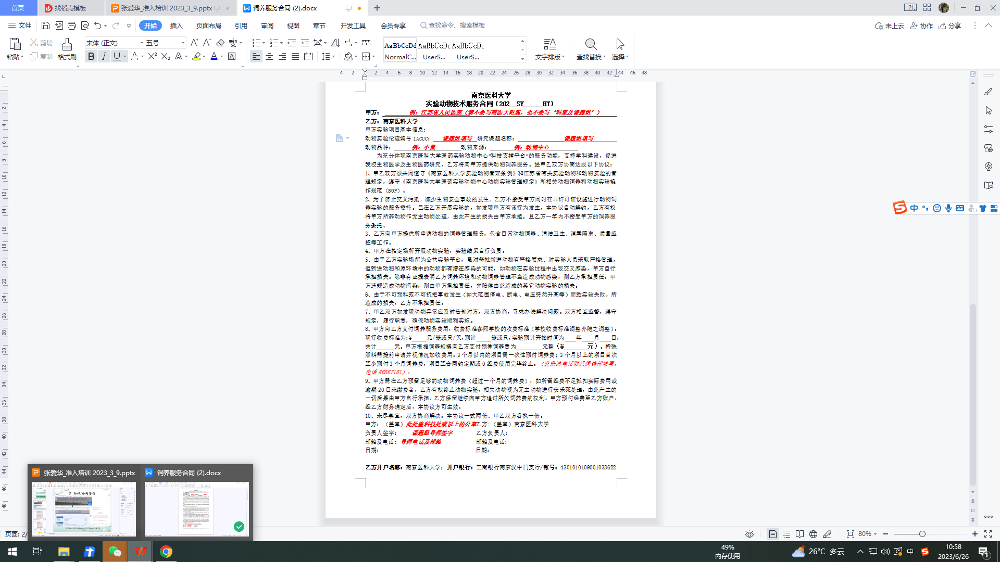 首页
找稻壳模板
张爱华_准入培训 2023_3_9.pptx
饲养服务合同 (2).docx
文件
开始
插入
页面布局
引用
审阅
视图
章节
开发工具
会员专享
查找命令、搜索模板
未上云
协作
分享
粘贴
剪切
复制
格式刷
宋体 (正文)
五号
AaBbCcDd
AaBbCcDc
AaBbCcDc
NormalC...
UserS...
UserS...
文字排版
查找替换
选择
4 2 2 4 6 8 10 12 14 16 18 20 22 24 26 28 30 32 34 36 38 40 42 44 46 48
南京医科大学
实验动物技术服务合同（202__SY______HT）
甲方： 例：江苏省人民医院（请不要写南医大附属，也不要写‘科室及课题组’）
乙方：南京医科大学
甲方实验项目基本信息：
动物实验伦理编号 IACUC： 课题组填写 研究课题名称： 课题组填写
动物品种： 例：小鼠 动物来源： 例：动物中心
为充分体现南京医科大学医药实验动物中心“科技支撑平台”的服务功能，支持学科建设，促进
我校生物医学及生物医药研究，乙方将向甲方提供动物饲养服务。经甲乙双方协商达成以下协议：
1、甲乙双方须共同遵守《南京医科大学实验动物管理条例》和江苏省有关实验动物和动物实验的管
理规定，遵守《南京医科大学医药实验动物中心动物实验管理规定》和相关动物饲养和动物实验操
作规范（SOP）。
2、为了防止交叉污染，减少生物安全事故的发生。乙方不接受甲方同时在非许可证设施进行动物饲
养实验的服务委托。已在乙方开展实验的，如发现甲方有该行为发生，本协议自动解约，乙方有权
将甲方所养动物作无主动物处理，由此产生的损失由甲方承担。且乙方一年内不接受甲方的饲养服
务委托。
3、乙方向甲方提供所申请动物的饲养管理服务，包含日常动物饲养、清洁卫生、消毒隔离、质量监
控等工作。
4、甲方在指定场所开展动物实验，实验结果自行负责。
5、由于乙方实验场所为公共实验平台，虽对每批新进动物有严格要求、对实验人员采取严格管理，
但新进动物和原环境中的动物都有潜在感染的可能，如动物在实验过程中出现交叉感染，甲方自行
承担损失。除非有证据表明乙方饲养环境和动物饲养管理不当造成动物感染，则乙方承担责任。甲
方违规造成动物污染，则由甲方承担责任，并赔偿由此造成的其它动物实验的损失。
6、由于不可预料或不可抗拒事故发生（如大范围停电、断电、电压突然升高等）而致实验失败，所
造成的损失，乙方不承担责任。
7、甲乙双方如发现动物异常应及时告知对方，双方协商，寻求办法解决问题。双方相互监督，遵守
规定，履行职责，确保动物实验顺利实施。
8、甲方向乙方支付饲养服务费用，收费标准参照学校的收费标准（学校收费标准调整亦随之调整）。
现行收费标准为：¥_____元/笼或只/天，预计_____笼或只，实验预计开始时间为____年____月____日，
共计______天。甲方根据饲养规模向乙方支付预算饲养费为_________元整（¥________元）。特殊
照料需提前申请并视情况加收费用。3 个月以内的项目需一次性预付饲养费；3 个月以上的项目首次
至少预付 3 个月饲养费，项目至合同约定期或 0 经费使用完毕终止。（此条请电话联系饲养部填写，
电话 86867161）。
9、甲方需在乙方预留足够的动物饲养费（超过一个月的饲养费），如所留经费不足抵扣实际费用或
逾期 20 日未缴费者，乙方有权终止动物实验，相关动物视为无主动物进行安乐死处理，由此产生的
一切后果由甲方自行承担，乙方保留继续向甲方追讨所欠饲养费的权利。甲方预付经费至乙方账户，
经乙方财务确定后，本协议方可生效。
10、未尽事宜，双方协商解决。本协议一式两份、甲乙双方各执一份。
甲方：（盖章）此处盖科技处或以上的公章 乙方：（盖章）南京医科大学
负责人签字： 课题组导师签字 乙方负责人：
邮箱及电话：导师电话及邮箱 邮箱及电话：
日期： 日期：
乙方开户名称：南京医科大学；开户银行：工商银行南京汉中门支行/帐号：4301010109001038622
中
张爱华_准入培训 2023_3_9.pptx
饲养服务合同 (2).docx
协议/合同签订
页面: 2/
80%
49%
内存使用
26°C 多云
中
10:58
2023/6/26
1